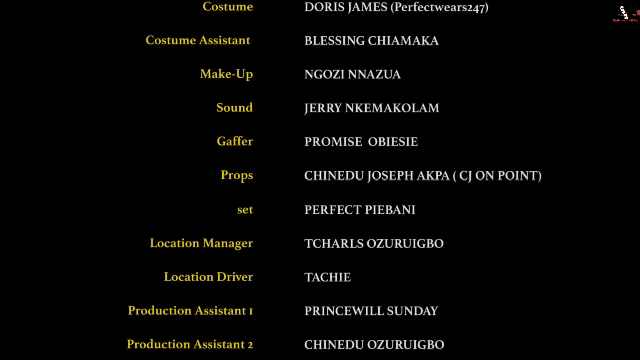 Costume DORIS JAMES (Perfectwears247)
Costume Assistant BLESSING CHIAMAKA
Make-Up NGOZI NNAZUA
Sound JERRY NKEMAKOLAM
Gaffer PROMISE OBIESIE
Props CHINEDU JOSEPH AKPA ( CJ ON POINT)
set PERFECT PIEBANI
Location Manager TCHARLS OZURUIGBO
Location Driver TACHIE
Production Assistant 1 PRINCEWILL SUNDAY
Production Assistant 2 CHINEDU OZURUIGBO